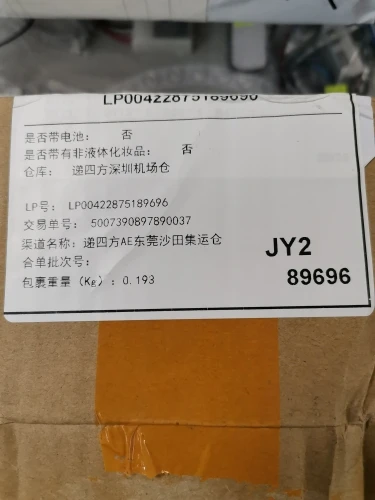 LP00422875189696
是否带电池： 否
是否带有非液体化妆品： 否
仓库： 递四方深圳机场仓
LP号： LP00422875189696
交易单号： 5007390897890037
渠道名称：递四方AE东莞沙田集运仓
合单批次号：
包裹重量（Kg）：0.193
JY2
89696